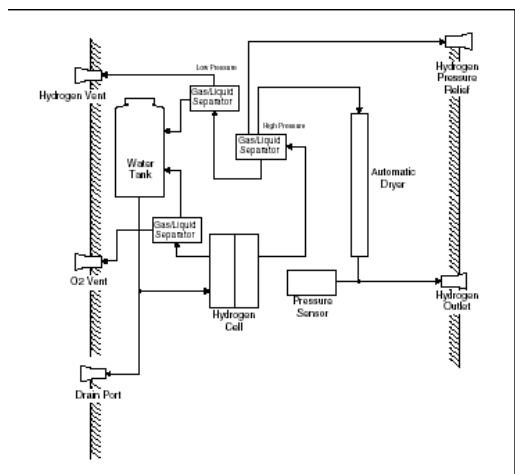 Low Pressure
Hydrogen
Pressure
Relief
Hydrogen Vent
Gas/Liquid
Separator
High Pressure
Gas/Liquid
Separator
Water
Tank
Automatic
Dryer
Gas/Liquid
Separator
O2 Vent
Hydrogen
Cell
Pressure
Sensor
Hydrogen
Outlet
Drain Port